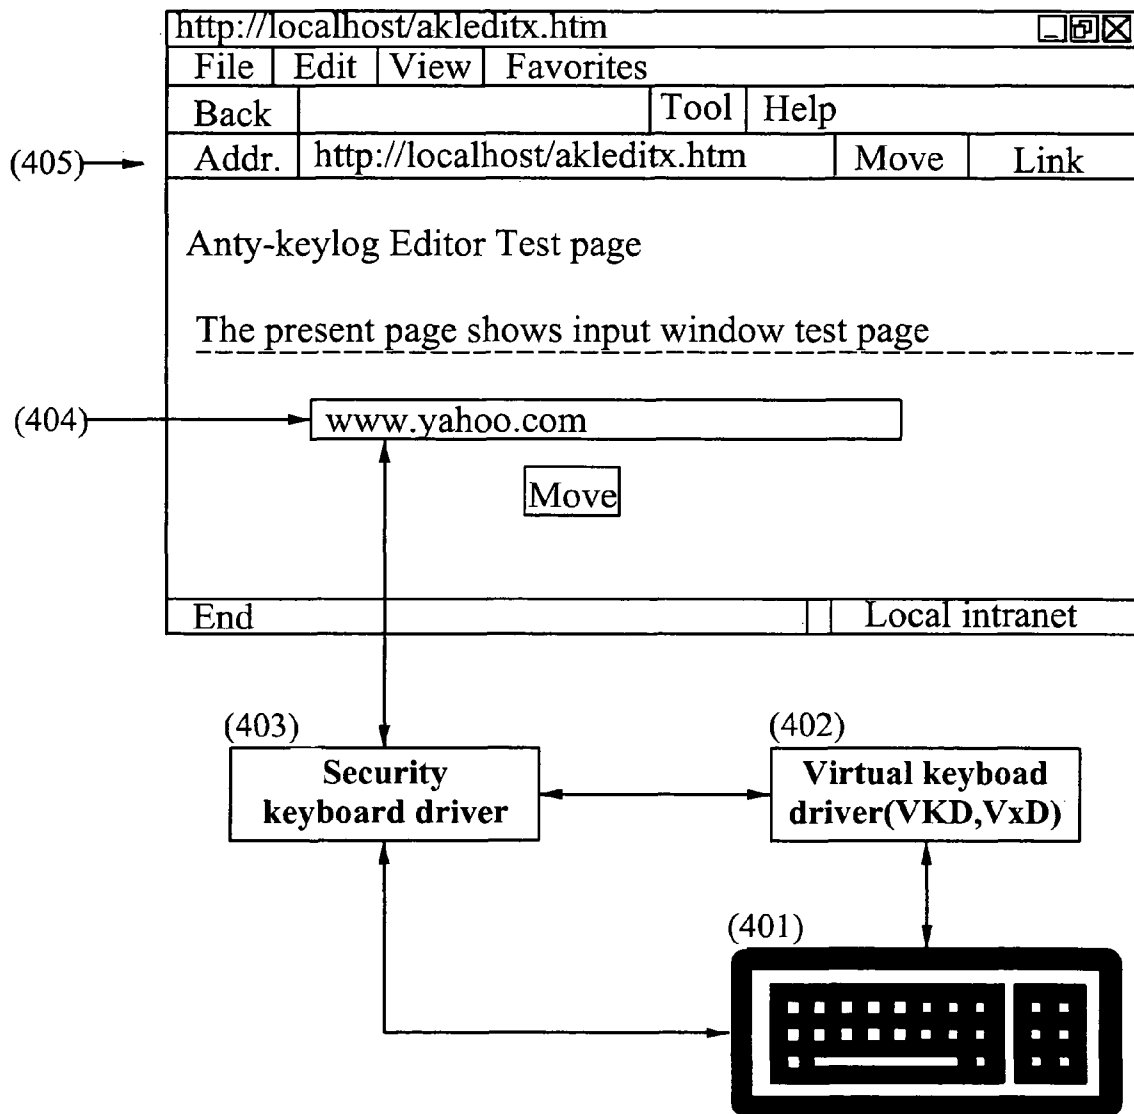 http://localhost/akleditx.htm
File Edit View Favorites
Back Tool Help
(405) Addr. http://localhost/akleditx.htm Move Link
Anty-keylog Editor Test page
The present page shows input window test page
(404) www.yahoo.com
Move
End Local intranet
(403) (402)
Security keyboard driver
Virtual keyboad driver(VKD,VxD)
(401)